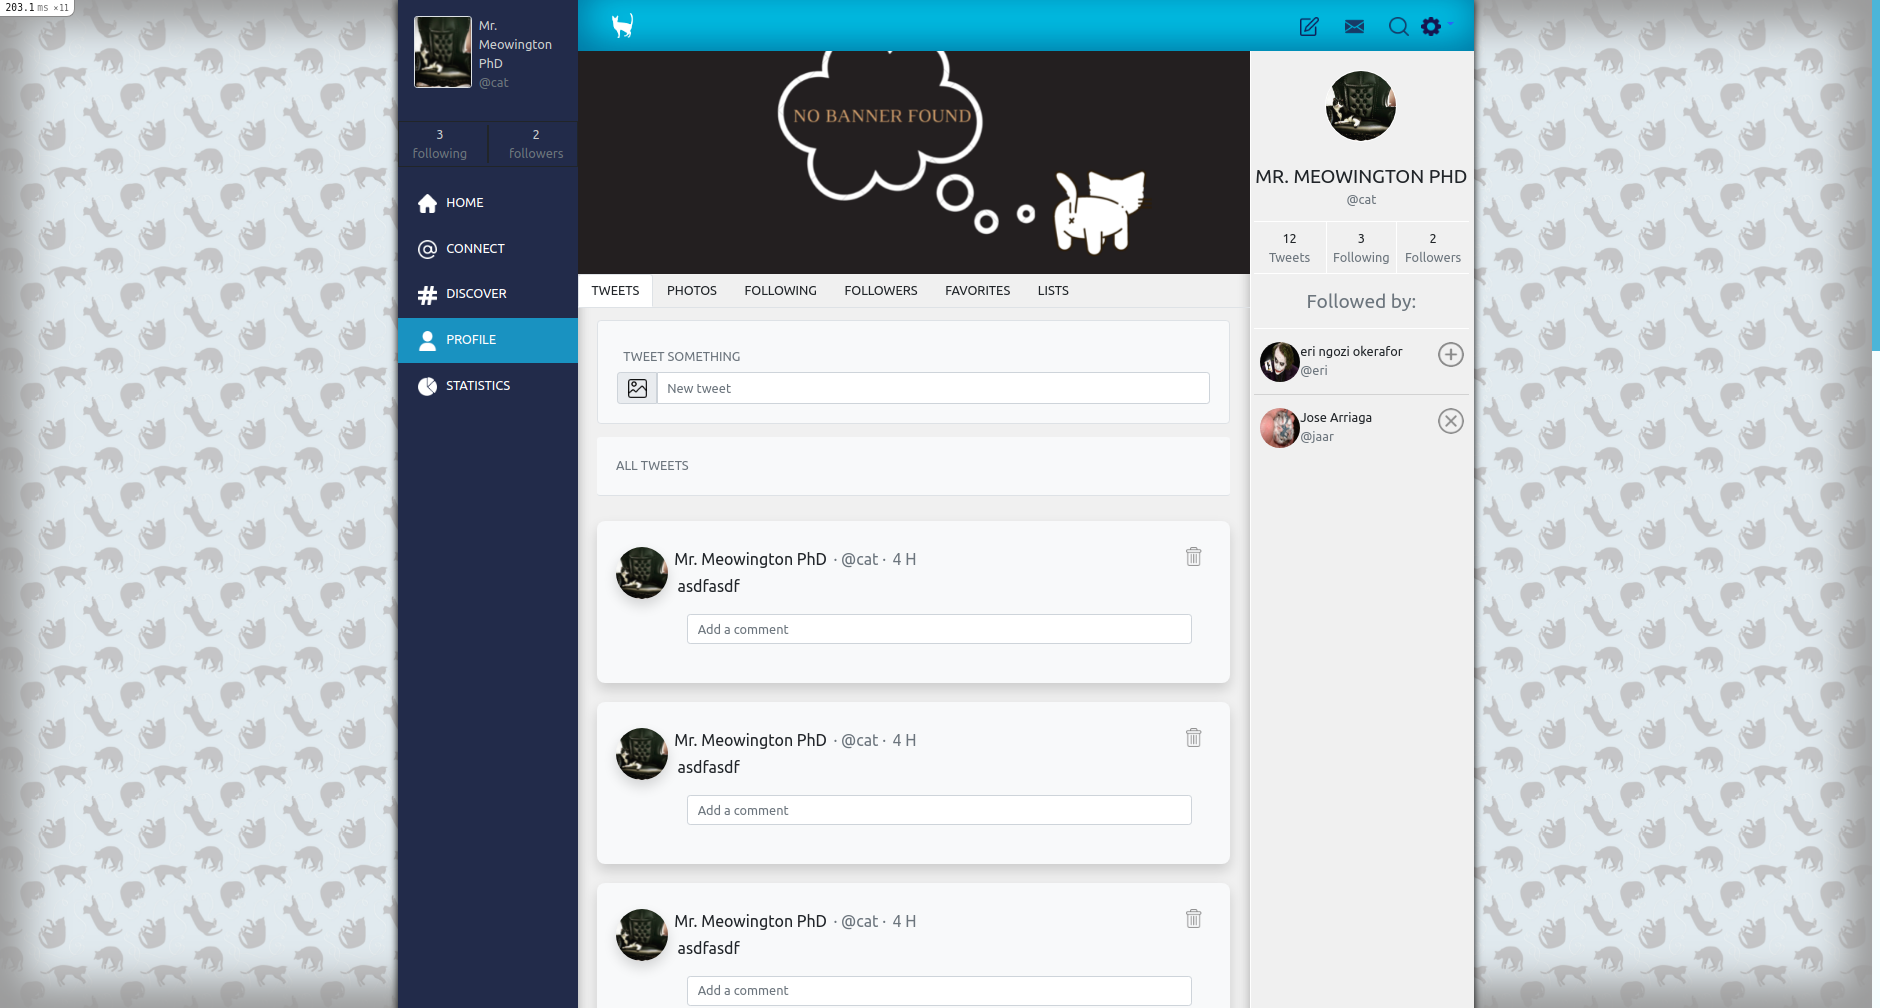 203.1 ms ×11
Mr.
Meowington
PhD
@cat
3
following
2
followers
HOME
CONNECT
DISCOVER
PROFILE
STATISTICS
NO BANNER FOUND
TWEETS PHOTOS FOLLOWING FOLLOWERS FAVORITES LISTS
TWEET SOMETHING
New tweet
ALL TWEETS
Mr. Meowington PhD · @cat · 4 H
asdfasdf
Add a comment
Mr. Meowington PhD · @cat · 4 H
asdfasdf
Add a comment
Mr. Meowington PhD · @cat · 4 H
asdfasdf
Add a comment
MR. MEOWINGTON PHD
@cat
12
Tweets
3
Following
2
Followers
Followed by:
eri ngozi okerafor
@eri
Jose Arriaga
@jaar